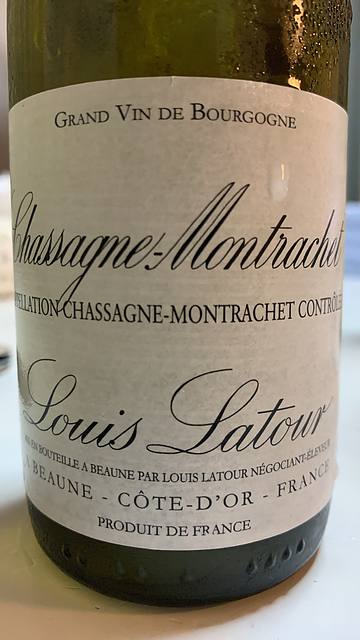 GRAND VIN DE BOURGOGNE
Chassagne-Montrachet
APPELLATION CHASSAGNE-MONTRACHET CONTRÔLÉE
Louis Latour
MIS EN BOUTEILLE A BEAUNE PAR LOUIS LATOUR NÉGOCIANT-ÉLEVEUR
A BEAUNE - CÔTE-D'OR - FRANCE
PRODUIT DE FRANCE